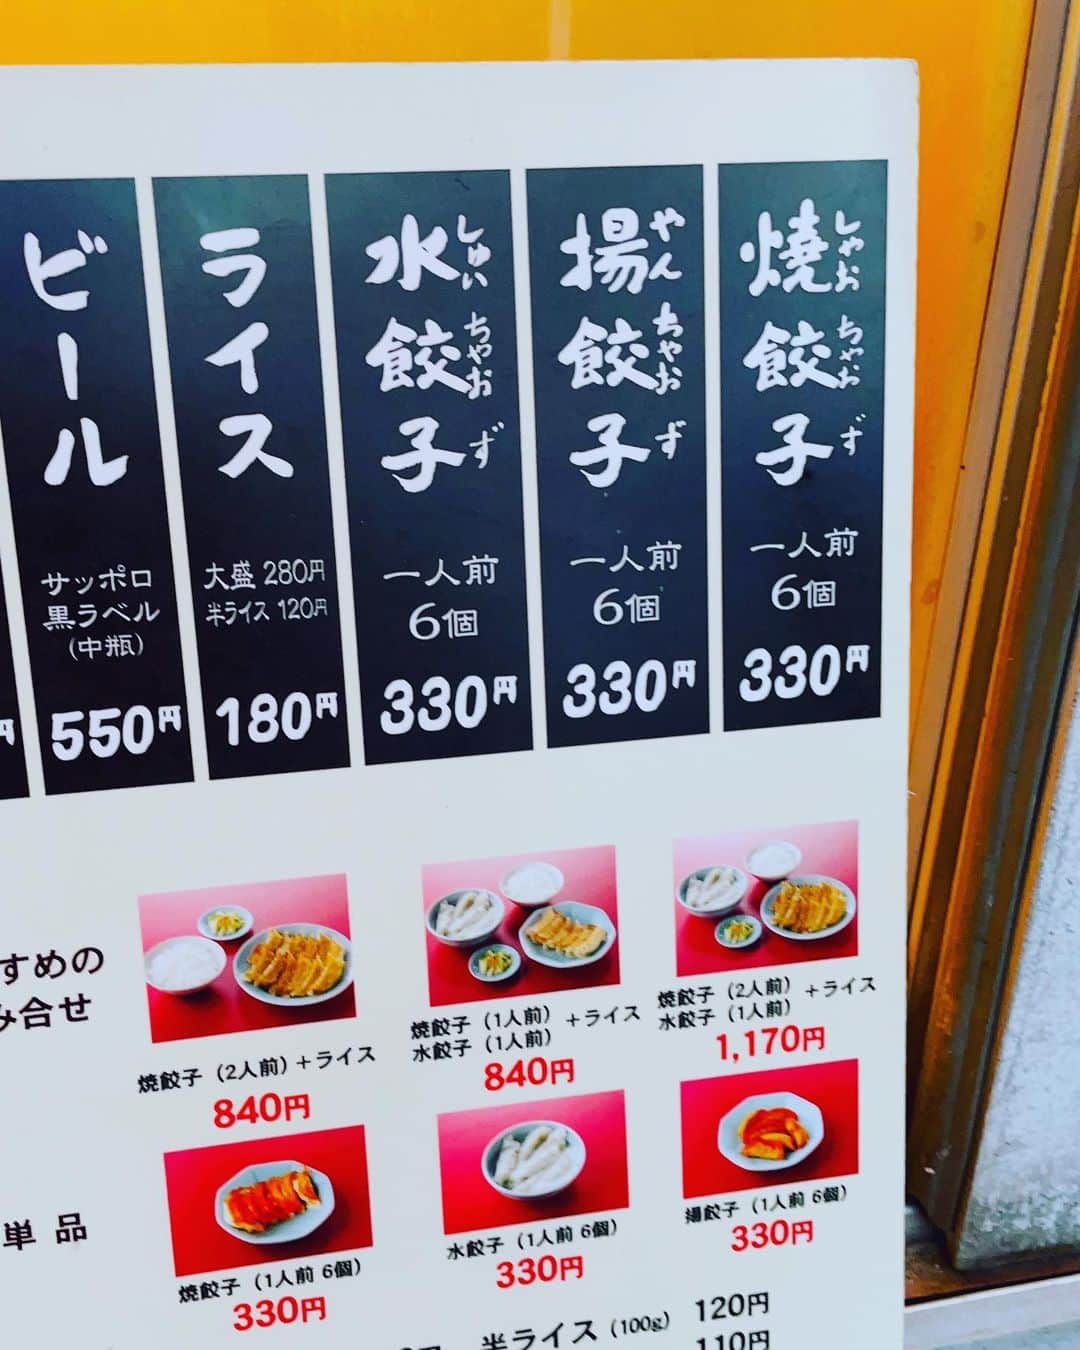 焼餃子
しゃおちゃおず
一人前
6個
330円
揚餃子
やんちゃおず
一人前
6個
330円
水餃子
しゅいちゃおず
一人前
6個
330円
ライス
大盛 280円
半ライス 120円
180円
ビール
サッポロ
黒ラベル
(中瓶)
550円
円
すめの
み合せ
焼餃子(2人前)+ライス
840円
焼餃子(1人前)+ライス
水餃子(1人前)
840円
焼餃子(2人前)+ライス
水餃子(1人前)
1,170円
単品
焼餃子(1人前 6個)
330円
水餃子(1人前 6個)
330円
揚餃子(1人前 6個)
330円
半ライス(100g) 120円
110円